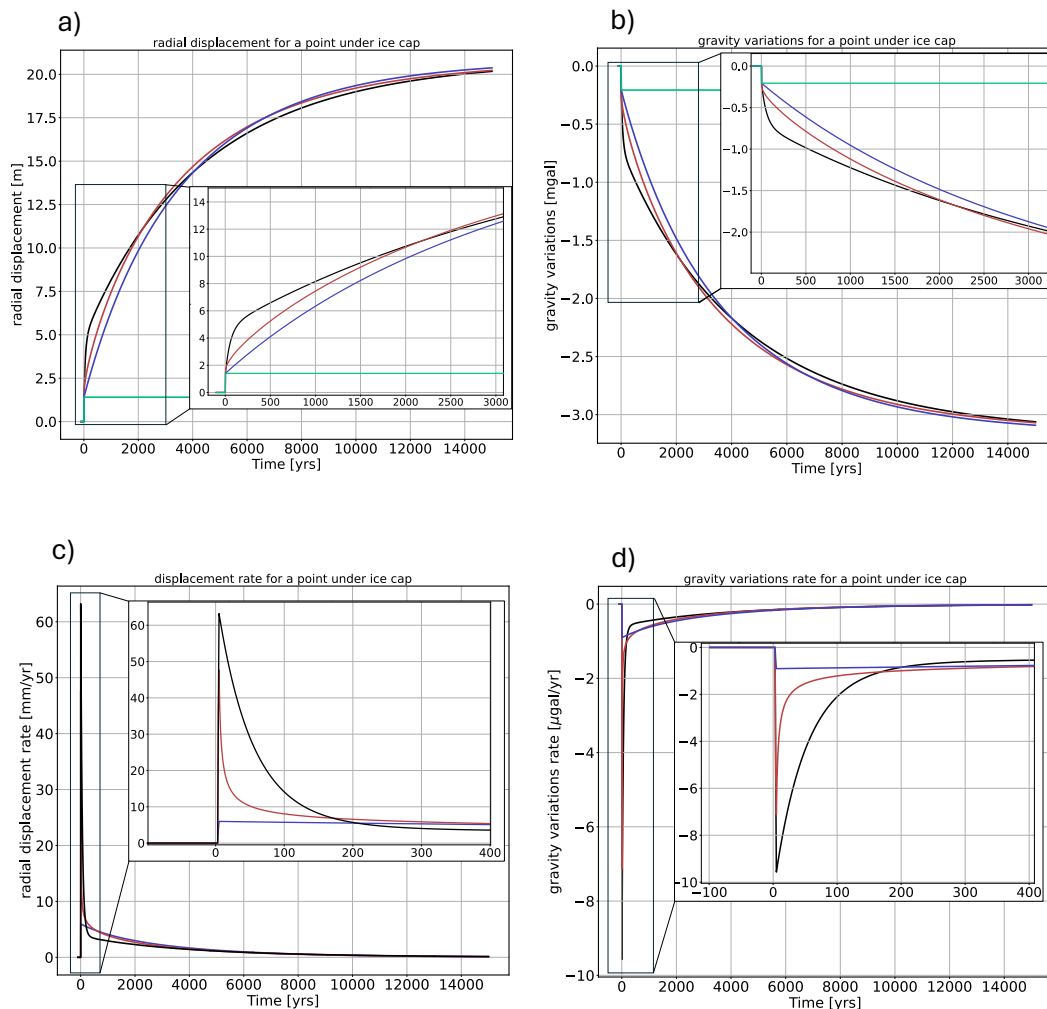 a)
radial displacement for a point under ice cap
20.0
17.5
15.0
12.5
10.0
7.5
5.0
2.5
0.0
radial displacement [m]
14
12
10
8
6
4
2
0
0 500 1000 1500 2000 2500 3000
0 2000 4000 6000 8000 10000 12000 14000
Time [yrs]
b)
gravity variations for a point under ice cap
0.0
−0.5
−1.0
−1.5
−2.0
−2.5
−3.0
gravity variations [mgal]
0.0
−0.5
−1.0
−1.5
−2.0
0 500 1000 1500 2000 2500 3000
0 2000 4000 6000 8000 10000 12000 14000
Time [yrs]
c)
displacement rate for a point under ice cap
60
50
40
30
20
10
0
radial displacement rate [mm/yr]
60
50
40
30
20
10
0
0 100 200 300 400
0 2000 4000 6000 8000 10000 12000 14000
Time [yrs]
d)
gravity variations rate for a point under ice cap
0
−2
−4
−6
−8
−10
gravity variations rate [μgal/yr]
0
−2
−4
−6
−8
−10
−100 0 100 200 300 400
0 2000 4000 6000 8000 10000 12000 14000
Time [yrs]